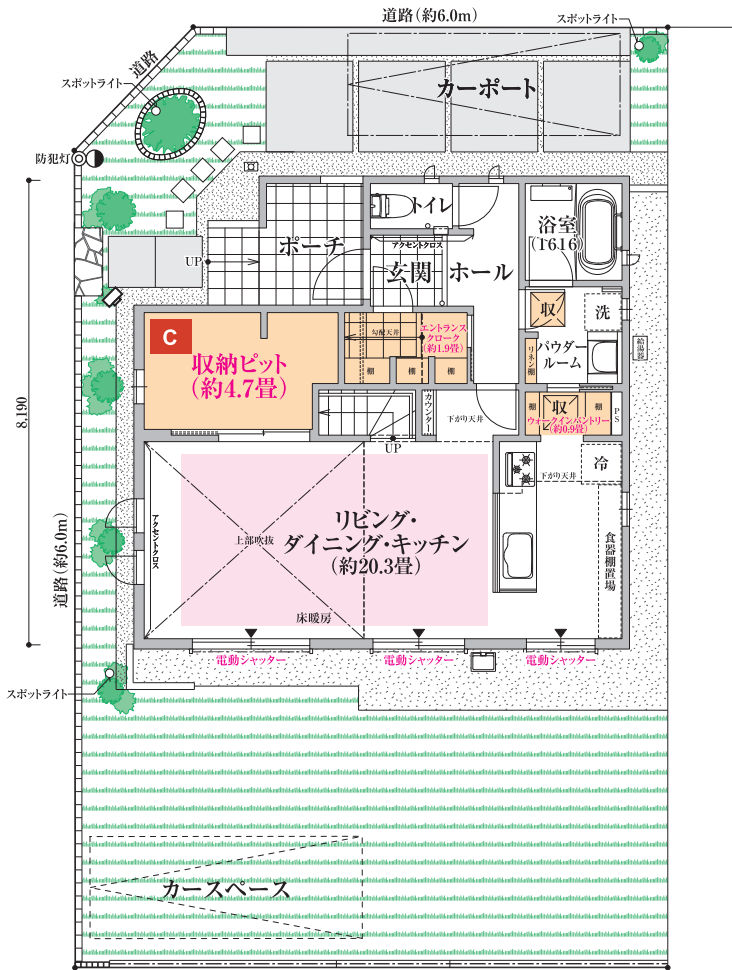 道路（約6.0m）
スポットライト
道路
スポットライト
カーポート
防犯灯
トイレ
浴室
（1616）
ポーチ
アクセントクロス
玄関
ホール
UP
収
洗
C
収納ピット
（約4.7畳）
勾配天井
エントランス
クローク
（約1.9畳）
棚
棚
棚
リネン棚
パウダー
ルーム
給湯器
8,190
カウンター
下がり天井
棚
収
棚
PS
ウォークインパントリー
（約0.9畳）
UP
下がり天井
冷
アクセントクロス
上部吹抜
リビング・
ダイニング・キッチン
（約20.3畳）
食器棚置場
道路（約6.0m）
床暖房
電動シャッター
電動シャッター
電動シャッター
スポットライト
カースペース